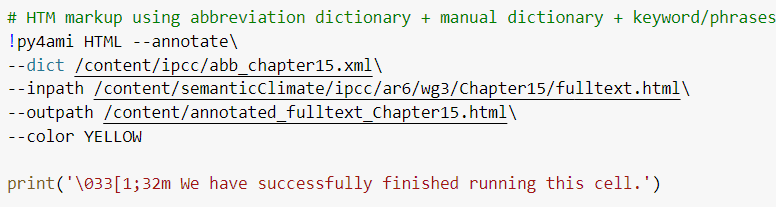 # HTM markup using abbreviation dictionary + manual dictionary + keyword/phrases
!py4ami HTML --annotate\
--dict /content/ipcc/abb_chapter15.xml\
--inpath /content/semanticClimate/ipcc/ar6/wg3/Chapter15/fulltext.html\
--outpath /content/annotated_fulltext_Chapter15.html\
--color YELLOW
print('\033[1;32m We have successfully finished running this cell.')